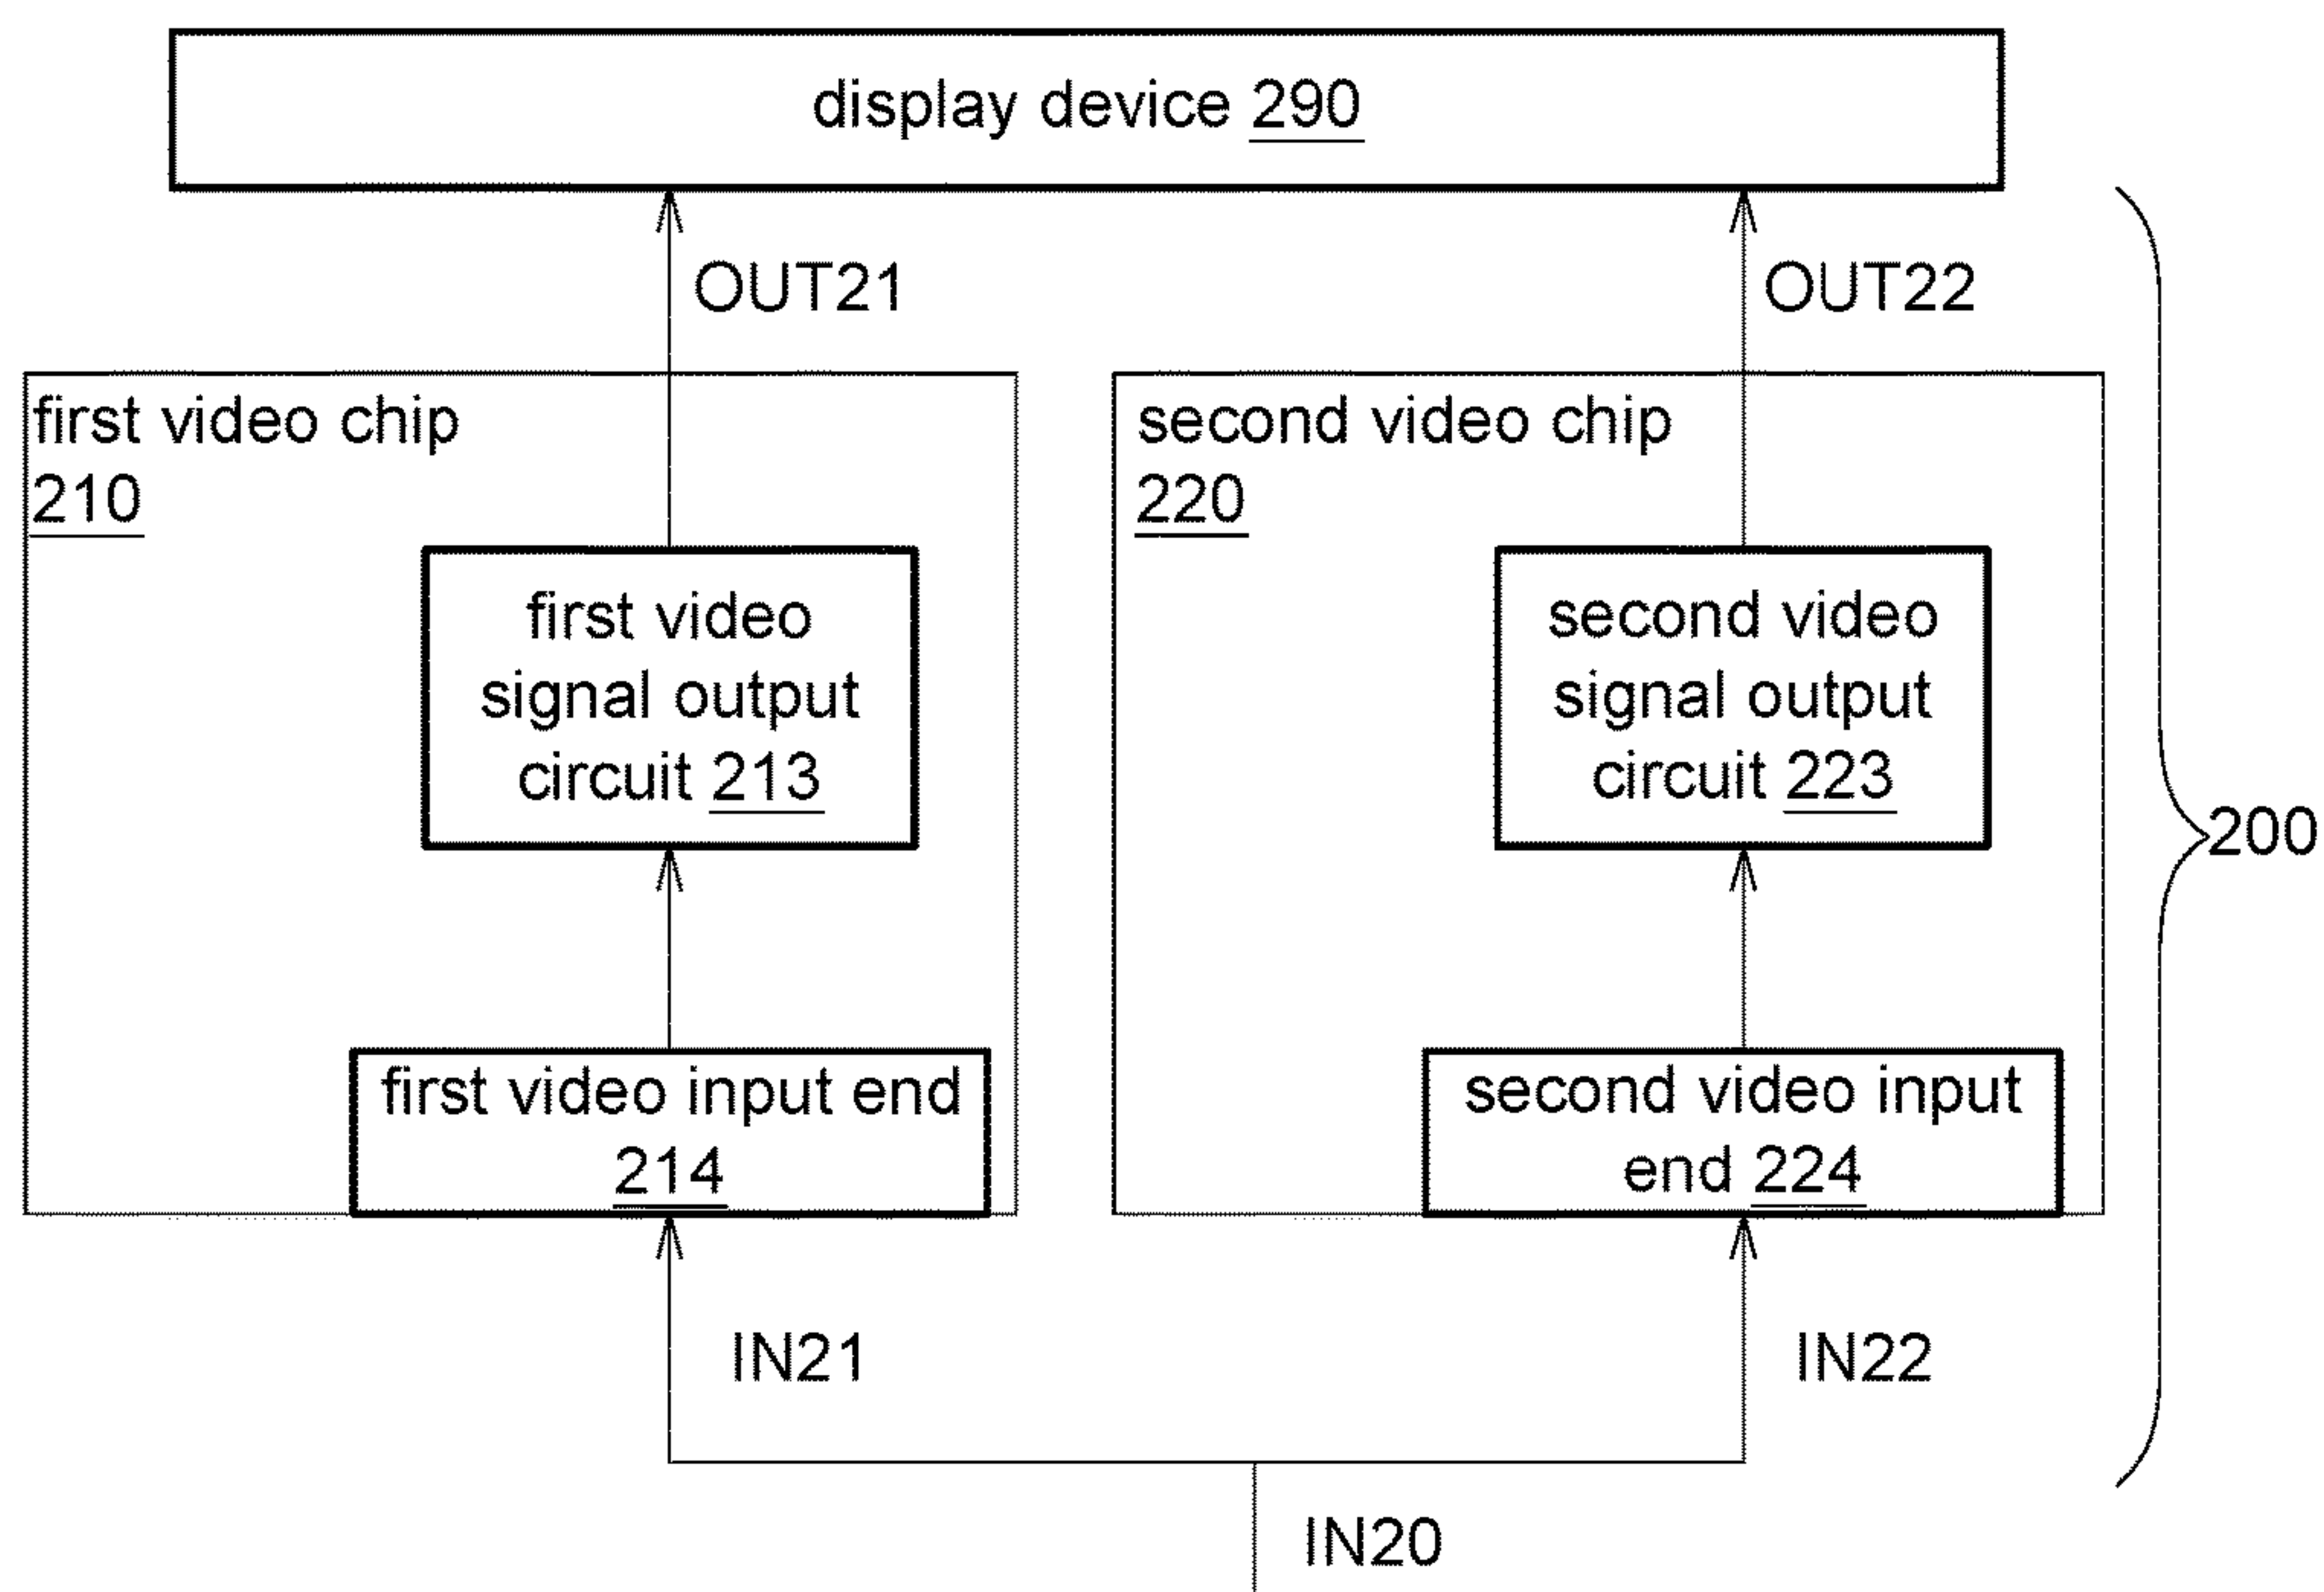 display device 290
OUT21
OUT22
first video chip
210
second video chip
220
first video
signal output
circuit 213
second video
signal output
circuit 223
200
first video input end
214
second video input
end 224
IN21
IN22
IN20